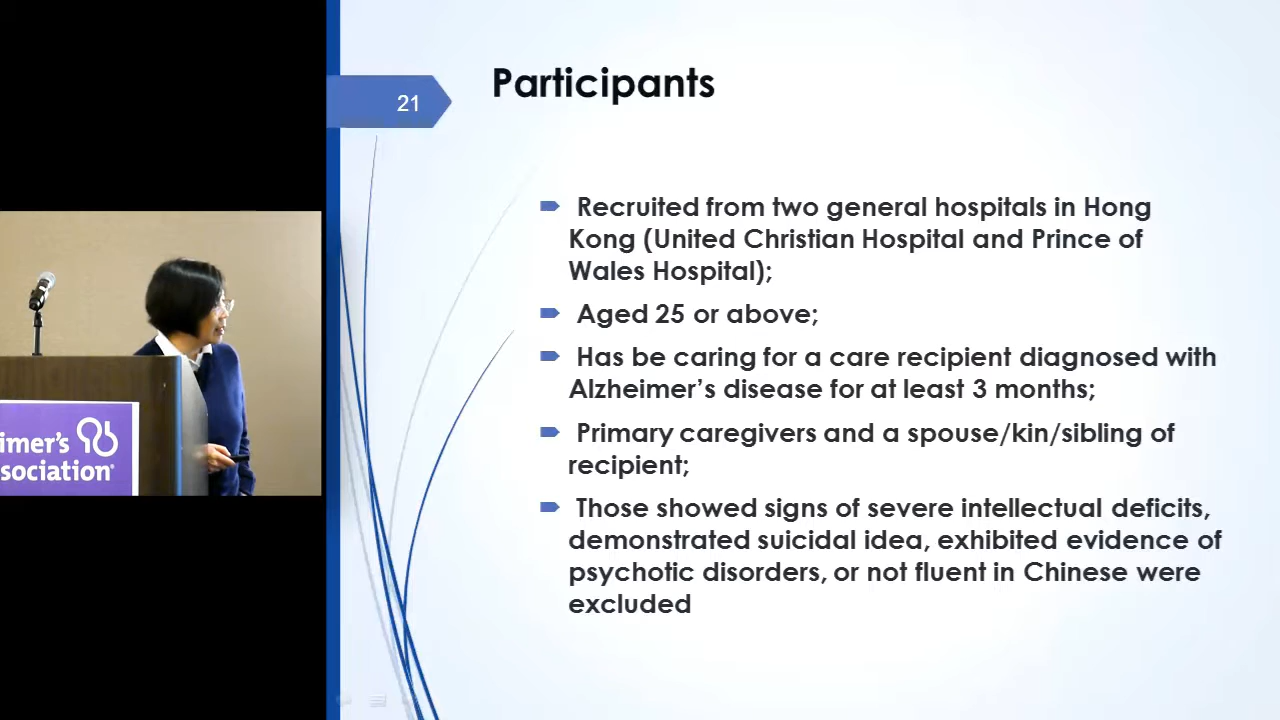 21
Participants
Recruited from two general hospitals in Hong
Kong (United Christian Hospital and Prince of
Wales Hospital);
Aged 25 or above;
Has be caring for a care recipient diagnosed with
Alzheimer’s disease for at least 3 months;
Primary caregivers and a spouse/kin/sibling of
recipient;
Those showed signs of severe intellectual deficits,
demonstrated suicidal idea, exhibited evidence of
psychotic disorders, or not fluent in Chinese were
excluded
imer's
sociation®